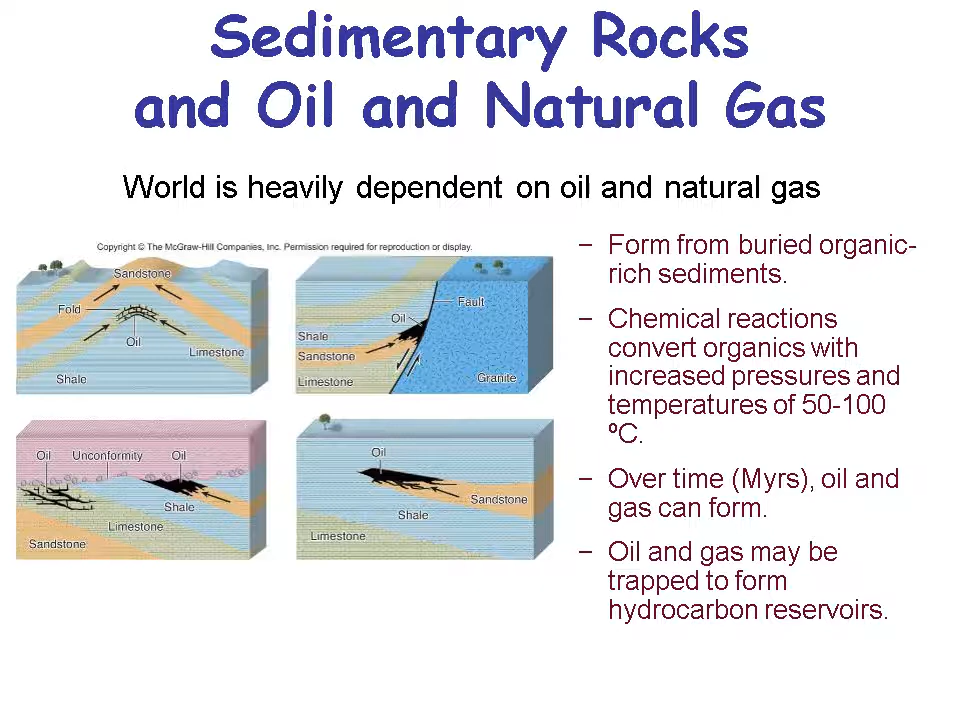 Sedimentary Rocks
and Oil and Natural Gas
World is heavily dependent on oil and natural gas
Copyright © The McGraw-Hill Companies, Inc. Permission required for reproduction or display.
Sandstone
Fold
Oil
Limestone
Shale
Fault
Oil
Shale
Sandstone
Limestone
Granite
Oil
Unconformity
Oil
Shale
Limestone
Sandstone
Oil
Sandstone
Shale
Limestone
– Form from buried organic-
rich sediments.
– Chemical reactions
convert organics with
increased pressures and
temperatures of 50-100
ºC.
– Over time (Myrs), oil and
gas can form.
– Oil and gas may be
trapped to form
hydrocarbon reservoirs.